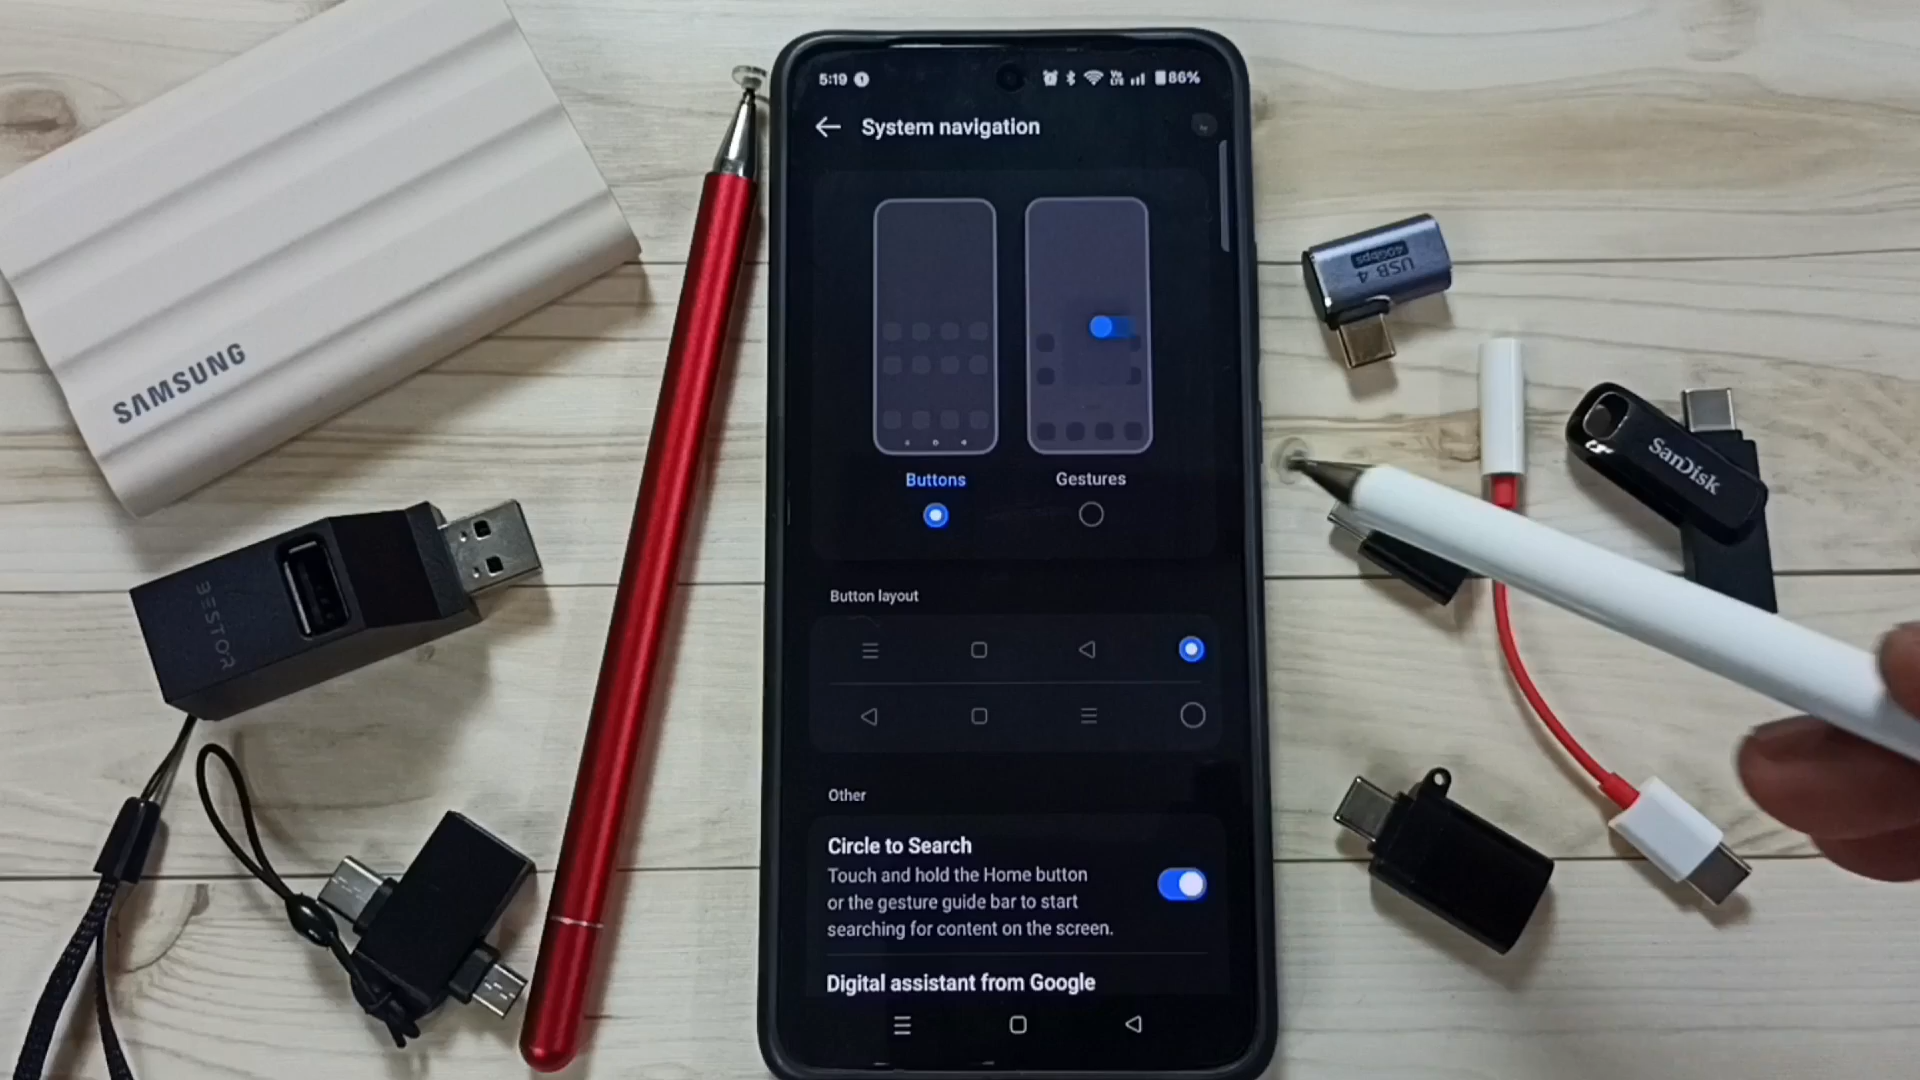 5:19
86%
System navigation
Buttons
Gestures
Button layout
Other
Circle to Search
Touch and hold the Home button
or the gesture guide bar to start
searching for content on the screen.
Digital assistant from Google
SAMSUNG
BESTOR
USB 4
40Gbps
SanDisk